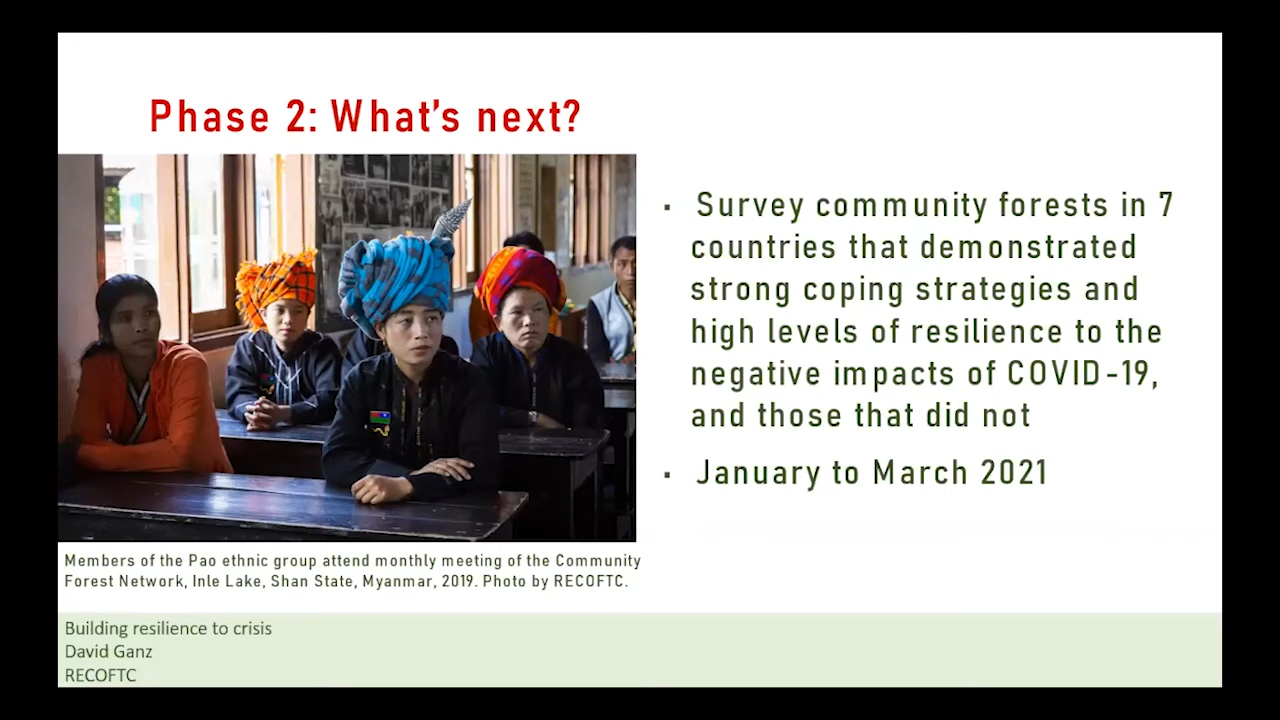 Phase 2: What's next?
▪ Survey community forests in 7
countries that demonstrated
strong coping strategies and
high levels of resilience to the
negative impacts of COVID-19,
and those that did not
▪ January to March 2021
Members of the Pao ethnic group attend monthly meeting of the Community
Forest Network, Inle Lake, Shan State, Myanmar, 2019. Photo by RECOFTC.
Building resilience to crisis
David Ganz
RECOFTC